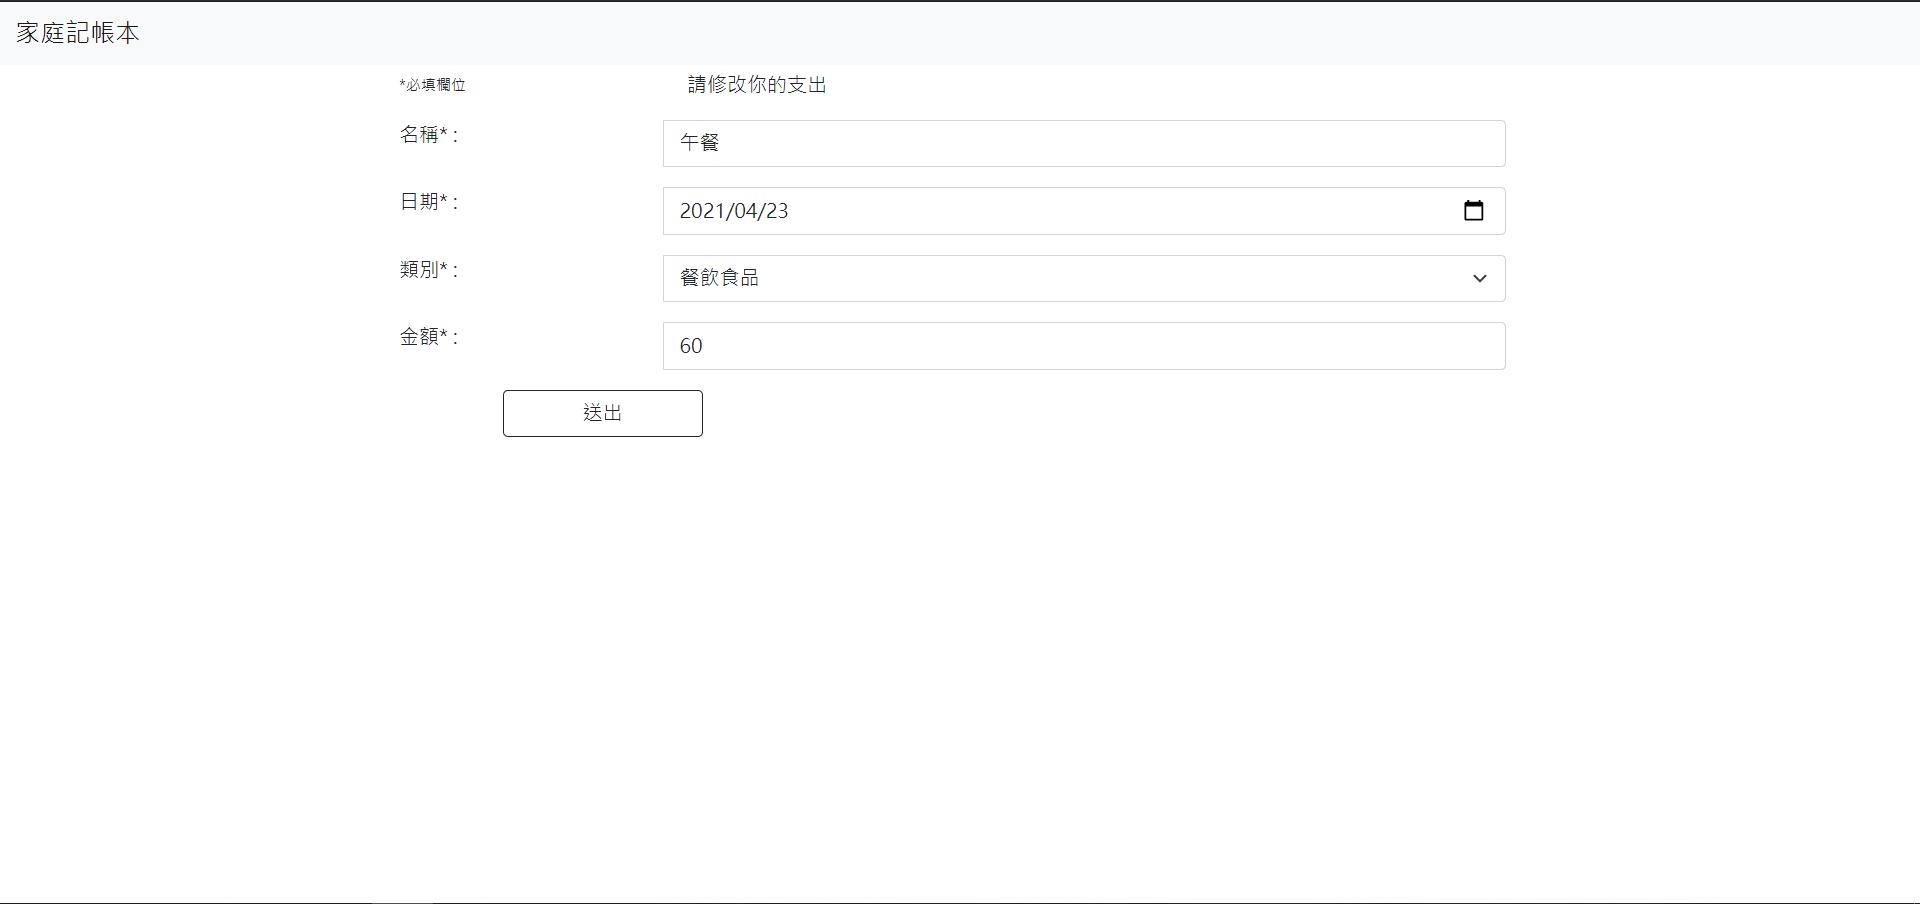 家庭記帳本
*必填欄位 請修改你的支出
名稱* : 午餐
日期* : 2021/04/23
類別* : 餐飲食品
金額* : 60
送出